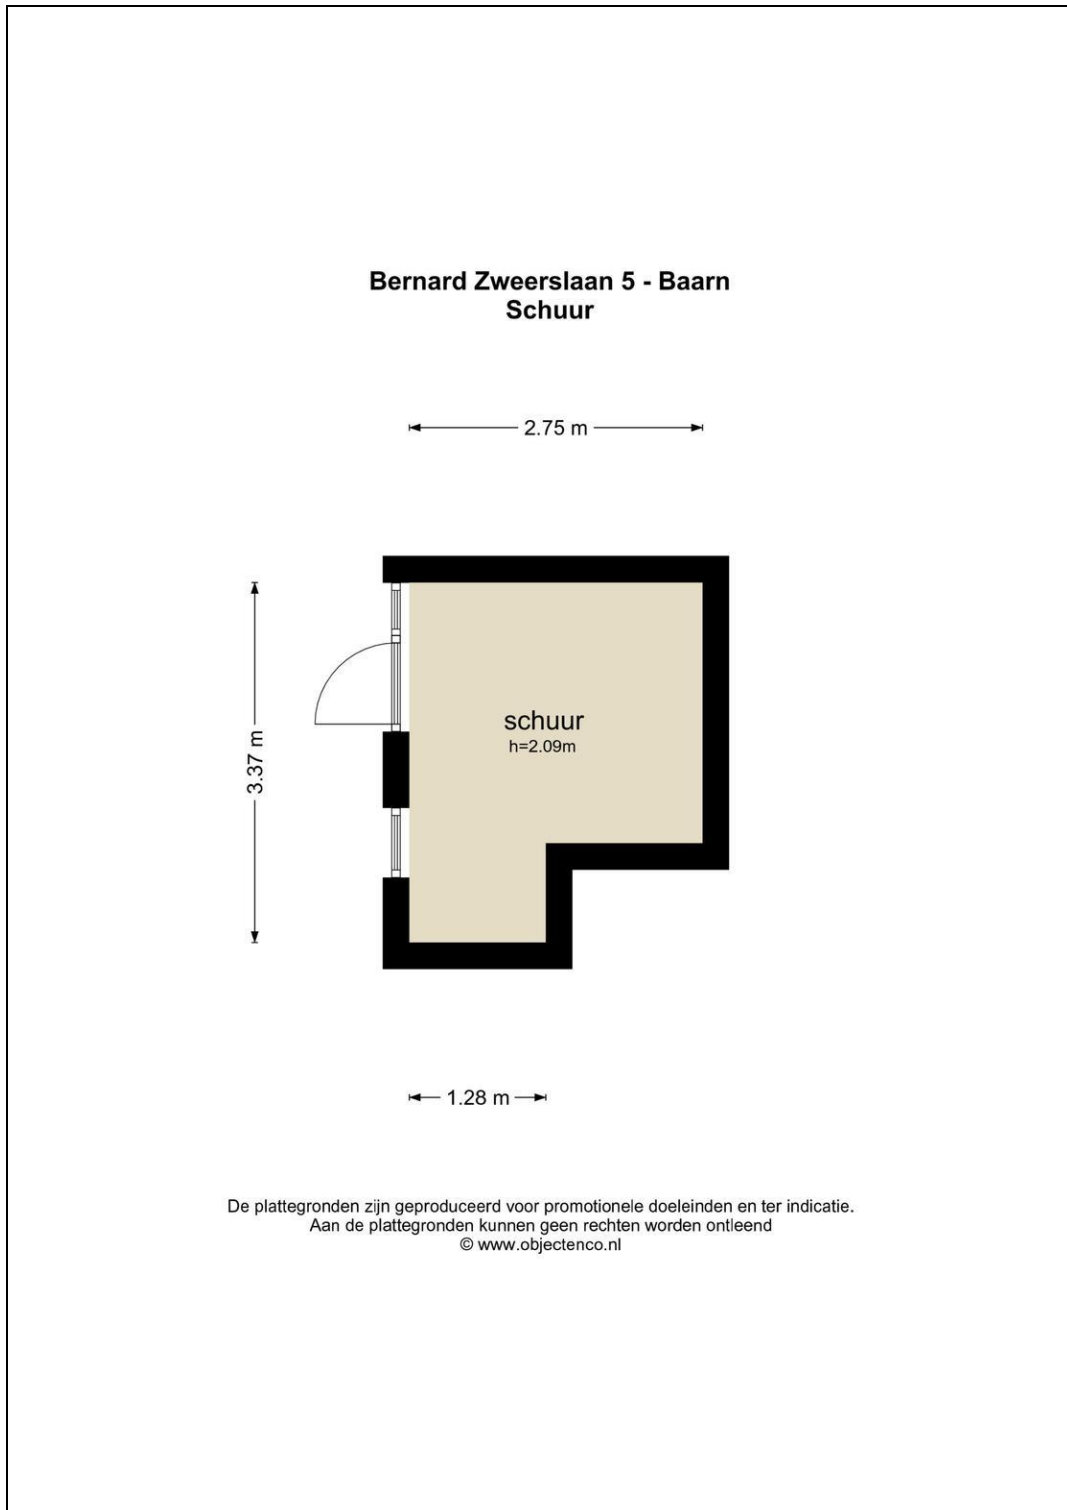 Bernard Zweerslaan 5 - Baarn
Schuur
2.75 m
3.37 m
schuur
h=2.09m
1.28 m
De plattegronden zijn geproduceerd voor promotionele doeleinden en ter indicatie.
Aan de plattegronden kunnen geen rechten worden ontleend
© www.objectenco.nl